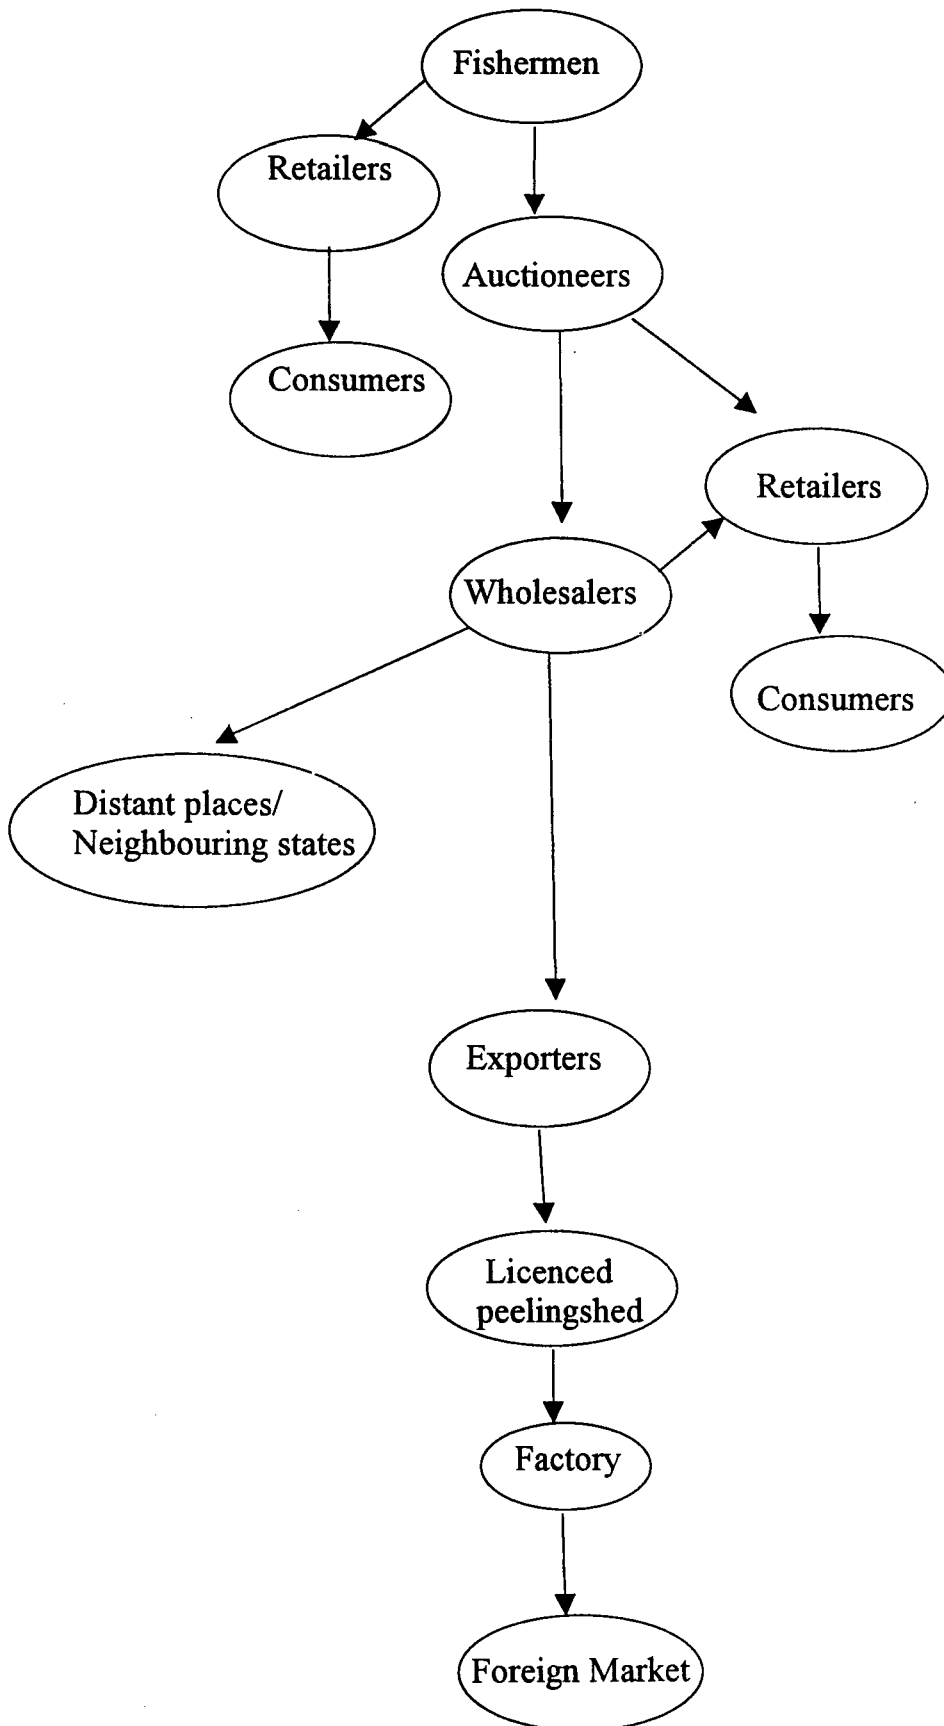 Fishermen
Retailers
Auctioneers
Consumers
Retailers
Wholesalers
Consumers
Distant places/
Neighbouring states
Exporters
Licenced
peelingshed
Factory
Foreign Market